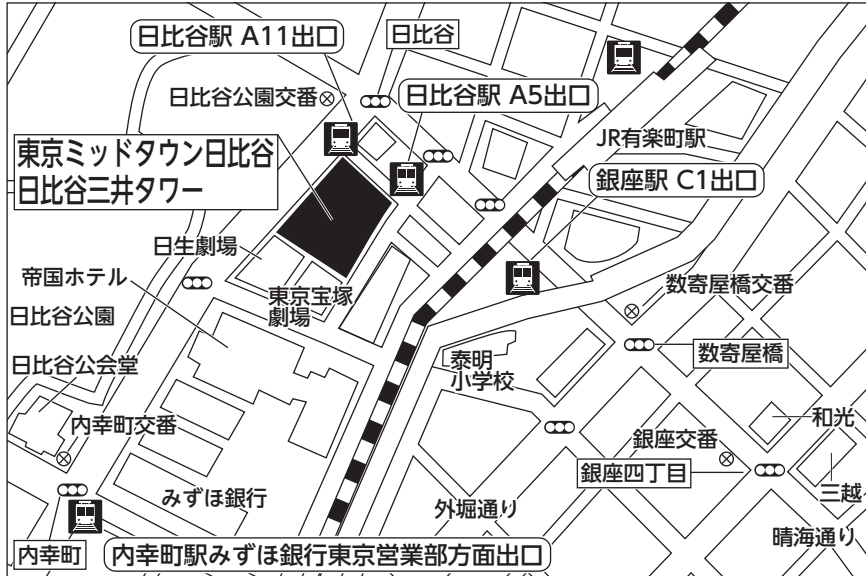 日比谷駅 A11出口
日比谷
日比谷公園交番
日比谷駅 A5出口
東京ミッドタウン日比谷
日比谷三井タワー
JR有楽町駅
銀座駅 C1出口
日生劇場
帝国ホテル
東京宝塚
劇場
数寄屋橋交番
日比谷公園
数寄屋橋
日比谷公会堂
泰明
小学校
内幸町交番
和光
銀座交番
銀座四丁目
みずほ銀行
外堀通り
三越
晴海通り
内幸町
内幸町駅みずほ銀行東京営業部方面出口